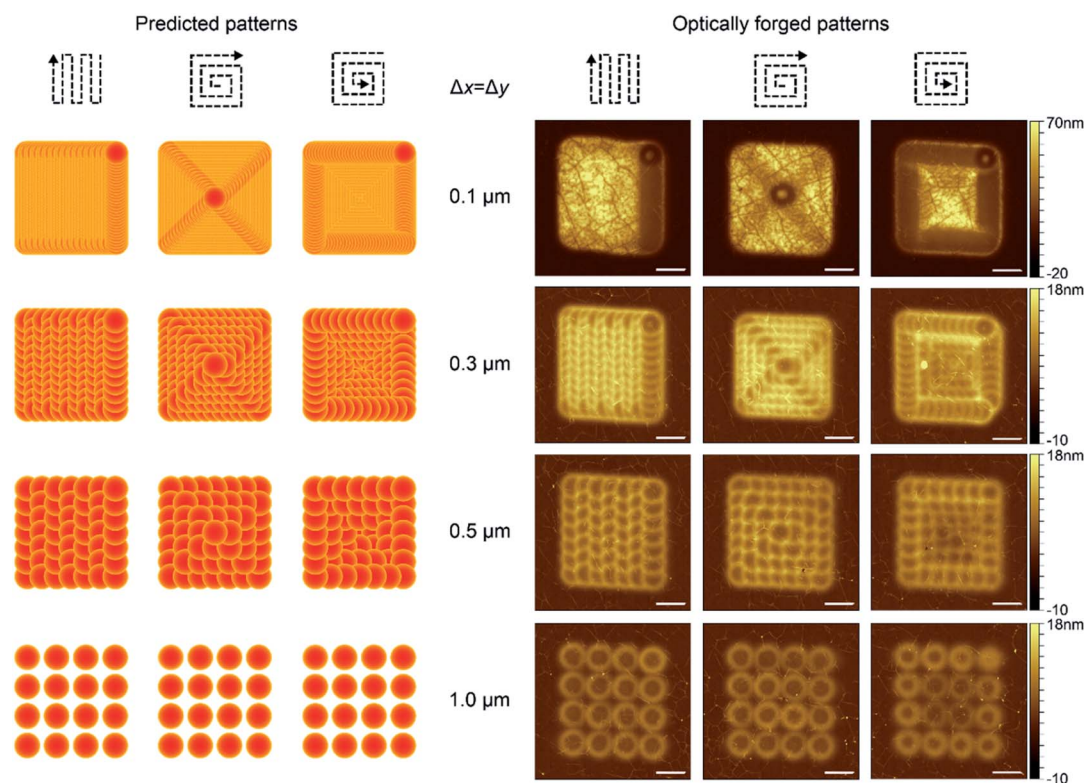 Predicted patterns
Optically forged patterns
Δx=Δy
70nm
0.1 µm
-20
18nm
0.3 µm
-10
18nm
0.5 µm
-10
18nm
1.0 µm
-10